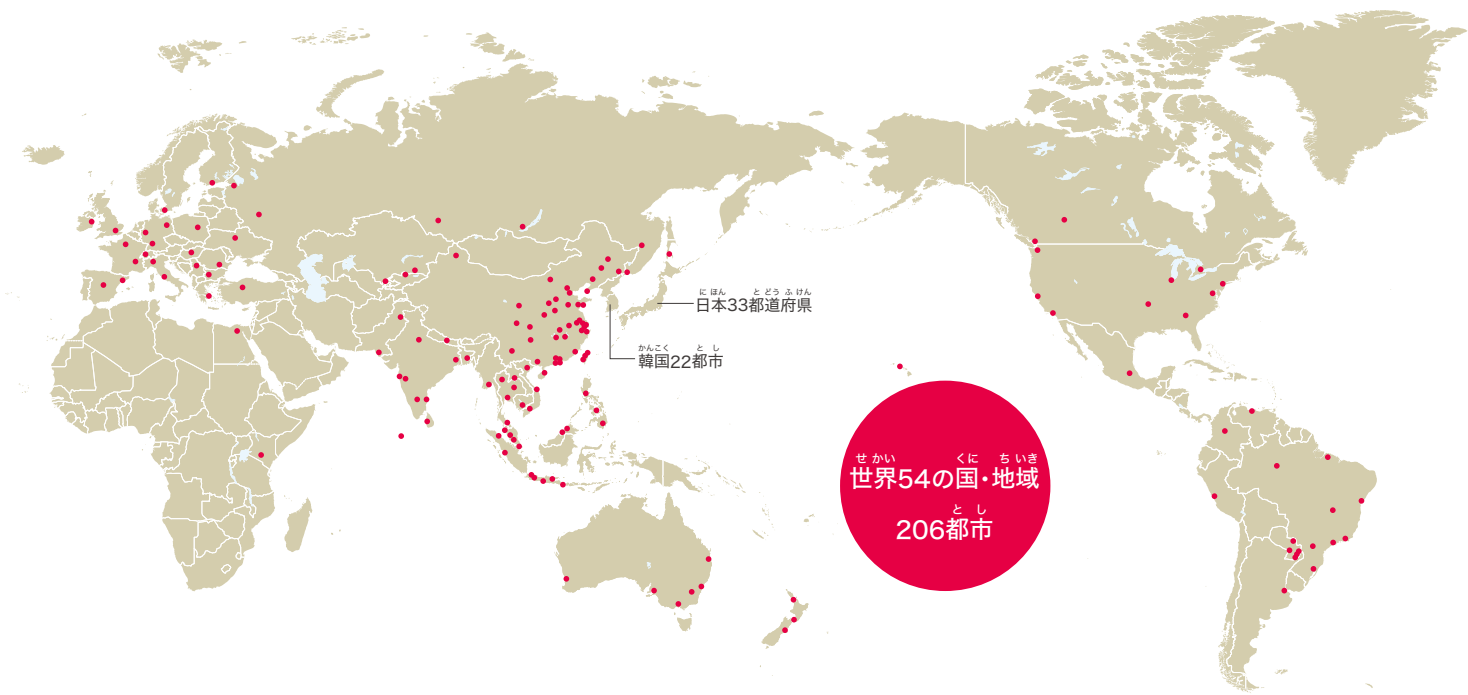 にほん とどうふけん
日本33都道府県
かんこく とし
韓国22都市
せかい くに ちいき
世界54の国・地域
とし
206都市